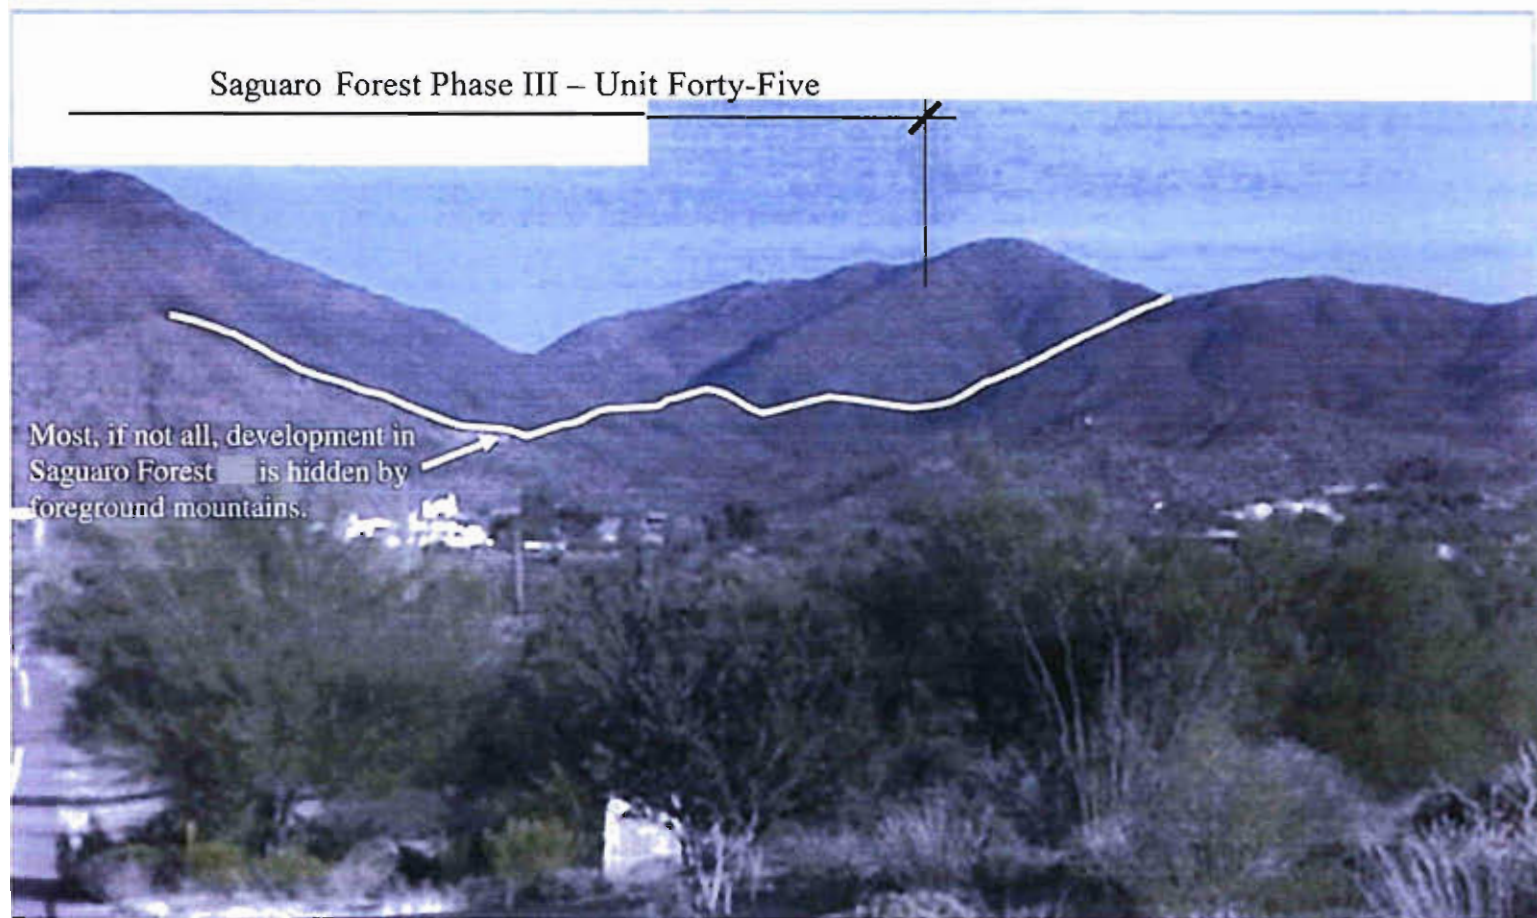 Saguaro Forest Phase III – Unit Forty-Five
Most, if not all, development in
Saguaro Forest is hidden by
foreground mountains.